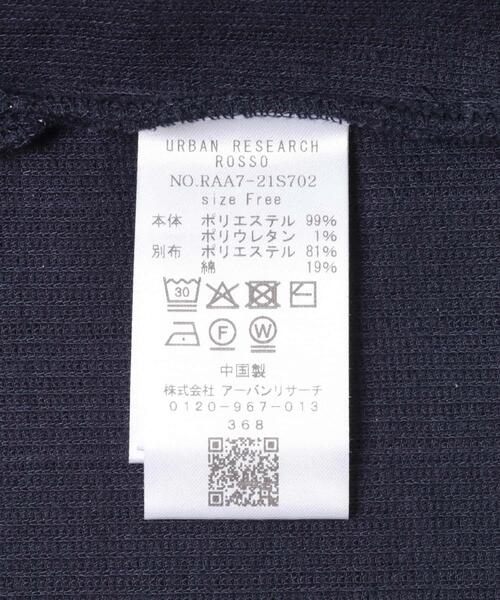 URBAN RESEARCH
ROSSO
NO.RAA7-21S702
size Free
本体 ポリエステル 99%
ポリウレタン 1%
別布 ポリエステル 81%
綿 19%
30
F W
中国製
株式会社 アーバンリサーチ
0120-967-013
368